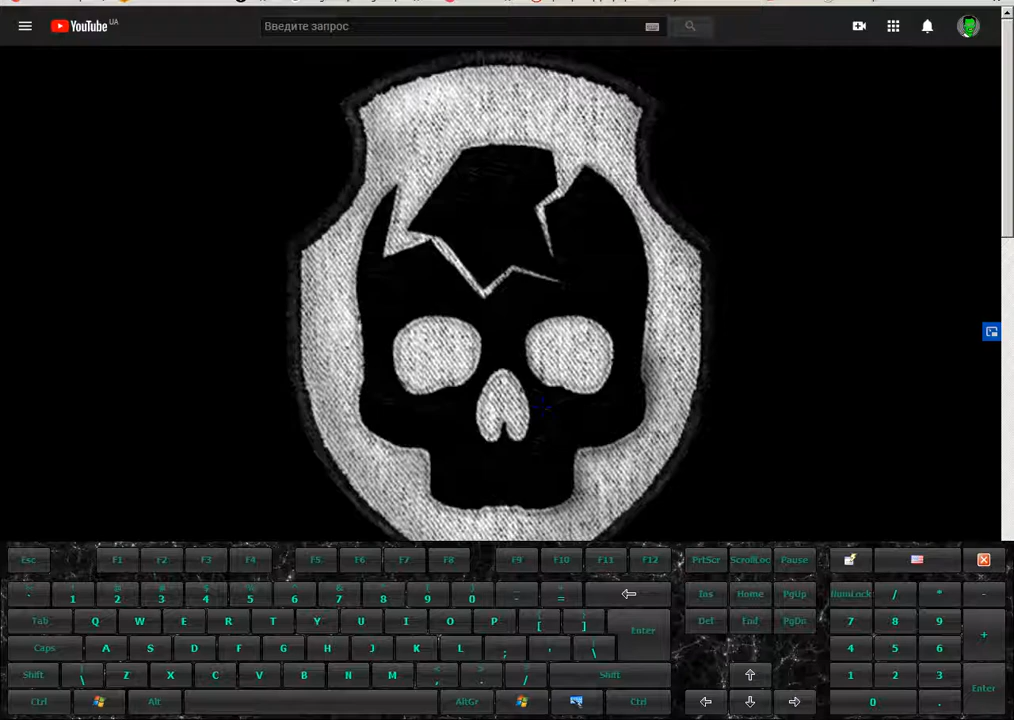 YouTube UA
Введите запрос
Esc F1 F2 F3 F4 F5 F6 F7 F8 F9 F10 F11 F12 PrtScr ScrollLoc Pause
` 1 2 3 4 5 6 7 8 9 0 - = Ins Home PgUp NumLock / * -
Tab Q W E R T Y U I O P [ ] Enter Del End PgDn 7 8 9 +
Caps A S D F G H J K L ; ' \ 4 5 6
Shift \ Z X C V B N M , . / Shift 1 2 3 Enter
Ctrl Alt AltGr Ctrl 0 .